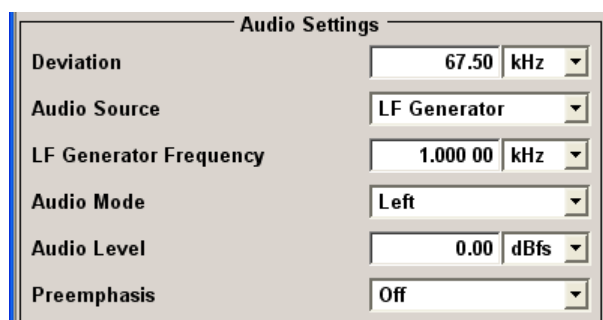 Audio Settings
Deviation 67.50 kHz
Audio Source LF Generator
LF Generator Frequency 1.000 00 kHz
Audio Mode Left
Audio Level 0.00 dBfs
Preemphasis Off